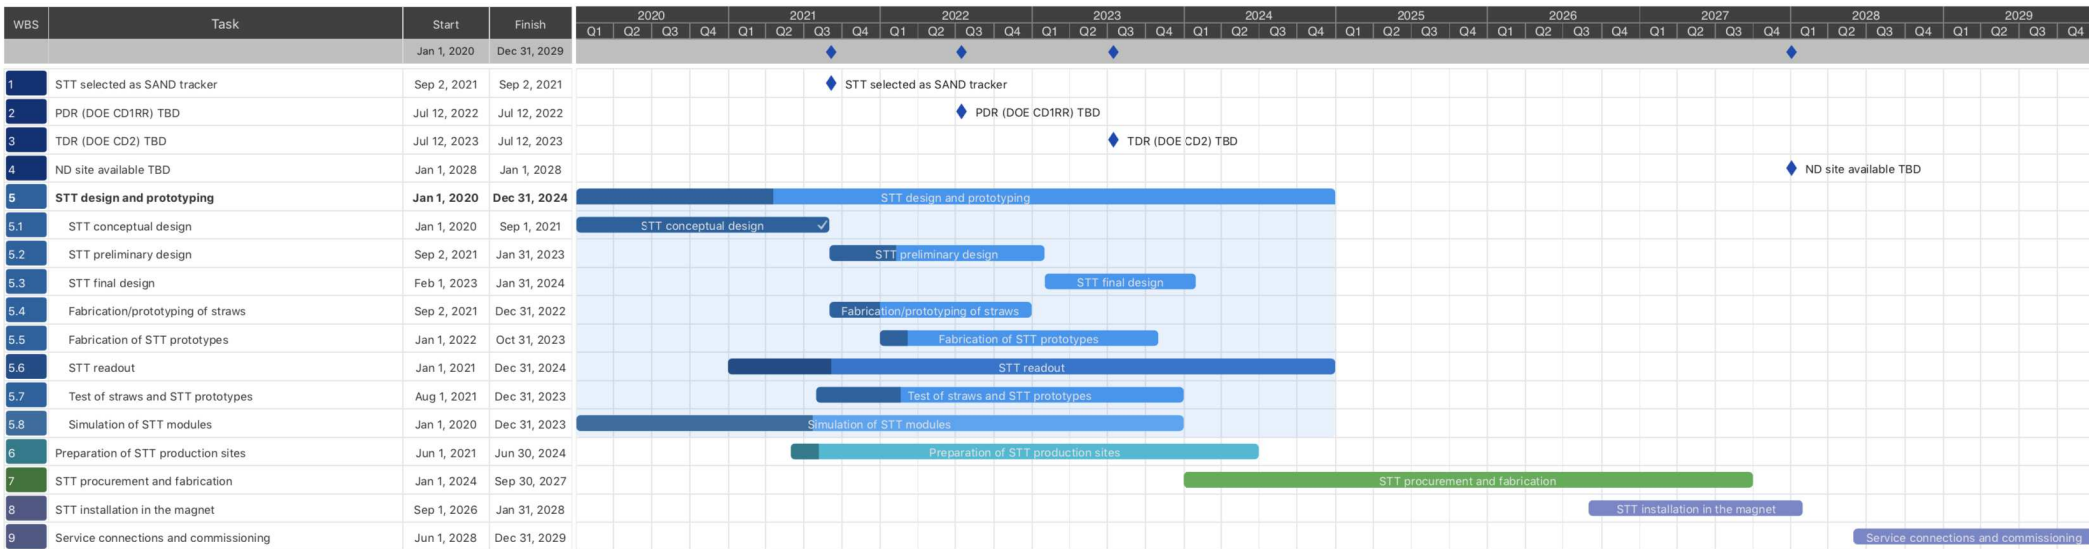 WBS Task Start Finish 2020 2021 2022 2023 2024 2025 2026 2027 2028 2029
Q1 Q2 Q3 Q4 Q1 Q2 Q3 Q4 Q1 Q2 Q3 Q4 Q1 Q2 Q3 Q4 Q1 Q2 Q3 Q4 Q1 Q2 Q3 Q4 Q1 Q2 Q3 Q4 Q1 Q2 Q3 Q4 Q1 Q2 Q3 Q4 Q1 Q2 Q3 Q4
Jan 1, 2020 Dec 31, 2029
1 STT selected as SAND tracker Sep 2, 2021 Sep 2, 2021 STT selected as SAND tracker
2 PDR (DOE CD1RR) TBD Jul 12, 2022 Jul 12, 2022 PDR (DOE CD1RR) TBD
3 TDR (DOE CD2) TBD Jul 12, 2023 Jul 12, 2023 TDR (DOE CD2) TBD
4 ND site available TBD Jan 1, 2028 Jan 1, 2028 ND site available TBD
5 STT design and prototyping Jan 1, 2020 Dec 31, 2024 STT design and prototyping
5.1 STT conceptual design Jan 1, 2020 Sep 1, 2021 STT conceptual design
5.2 STT preliminary design Sep 2, 2021 Jan 31, 2023 STT preliminary design
5.3 STT final design Feb 1, 2023 Jan 31, 2024 STT final design
5.4 Fabrication/prototyping of straws Sep 2, 2021 Dec 31, 2022 Fabrication/prototyping of straws
5.5 Fabrication of STT prototypes Jan 1, 2022 Oct 31, 2023 Fabrication of STT prototypes
5.6 STT readout Jan 1, 2021 Dec 31, 2024 STT readout
5.7 Test of straws and STT prototypes Aug 1, 2021 Dec 31, 2023 Test of straws and STT prototypes
5.8 Simulation of STT modules Jan 1, 2020 Dec 31, 2023 Simulation of STT modules
6 Preparation of STT production sites Jun 1, 2021 Jun 30, 2024 Preparation of STT production sites
7 STT procurement and fabrication Jan 1, 2024 Sep 30, 2027 STT procurement and fabrication
8 STT installation in the magnet Sep 1, 2026 Jan 31, 2028 STT installation in the magnet
9 Service connections and commissioning Jun 1, 2028 Dec 31, 2029 Service connections and commissioning